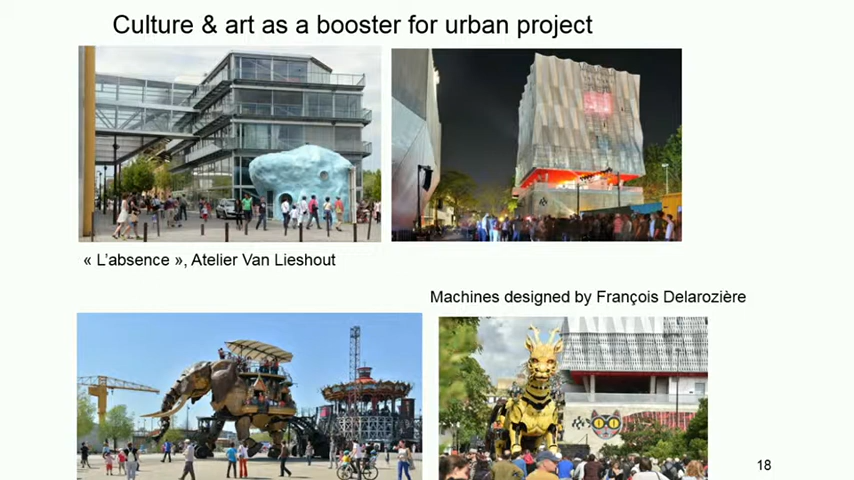 Culture & art as a booster for urban project
« L'absence », Atelier Van Lieshout
Machines designed by François Delarozière
18